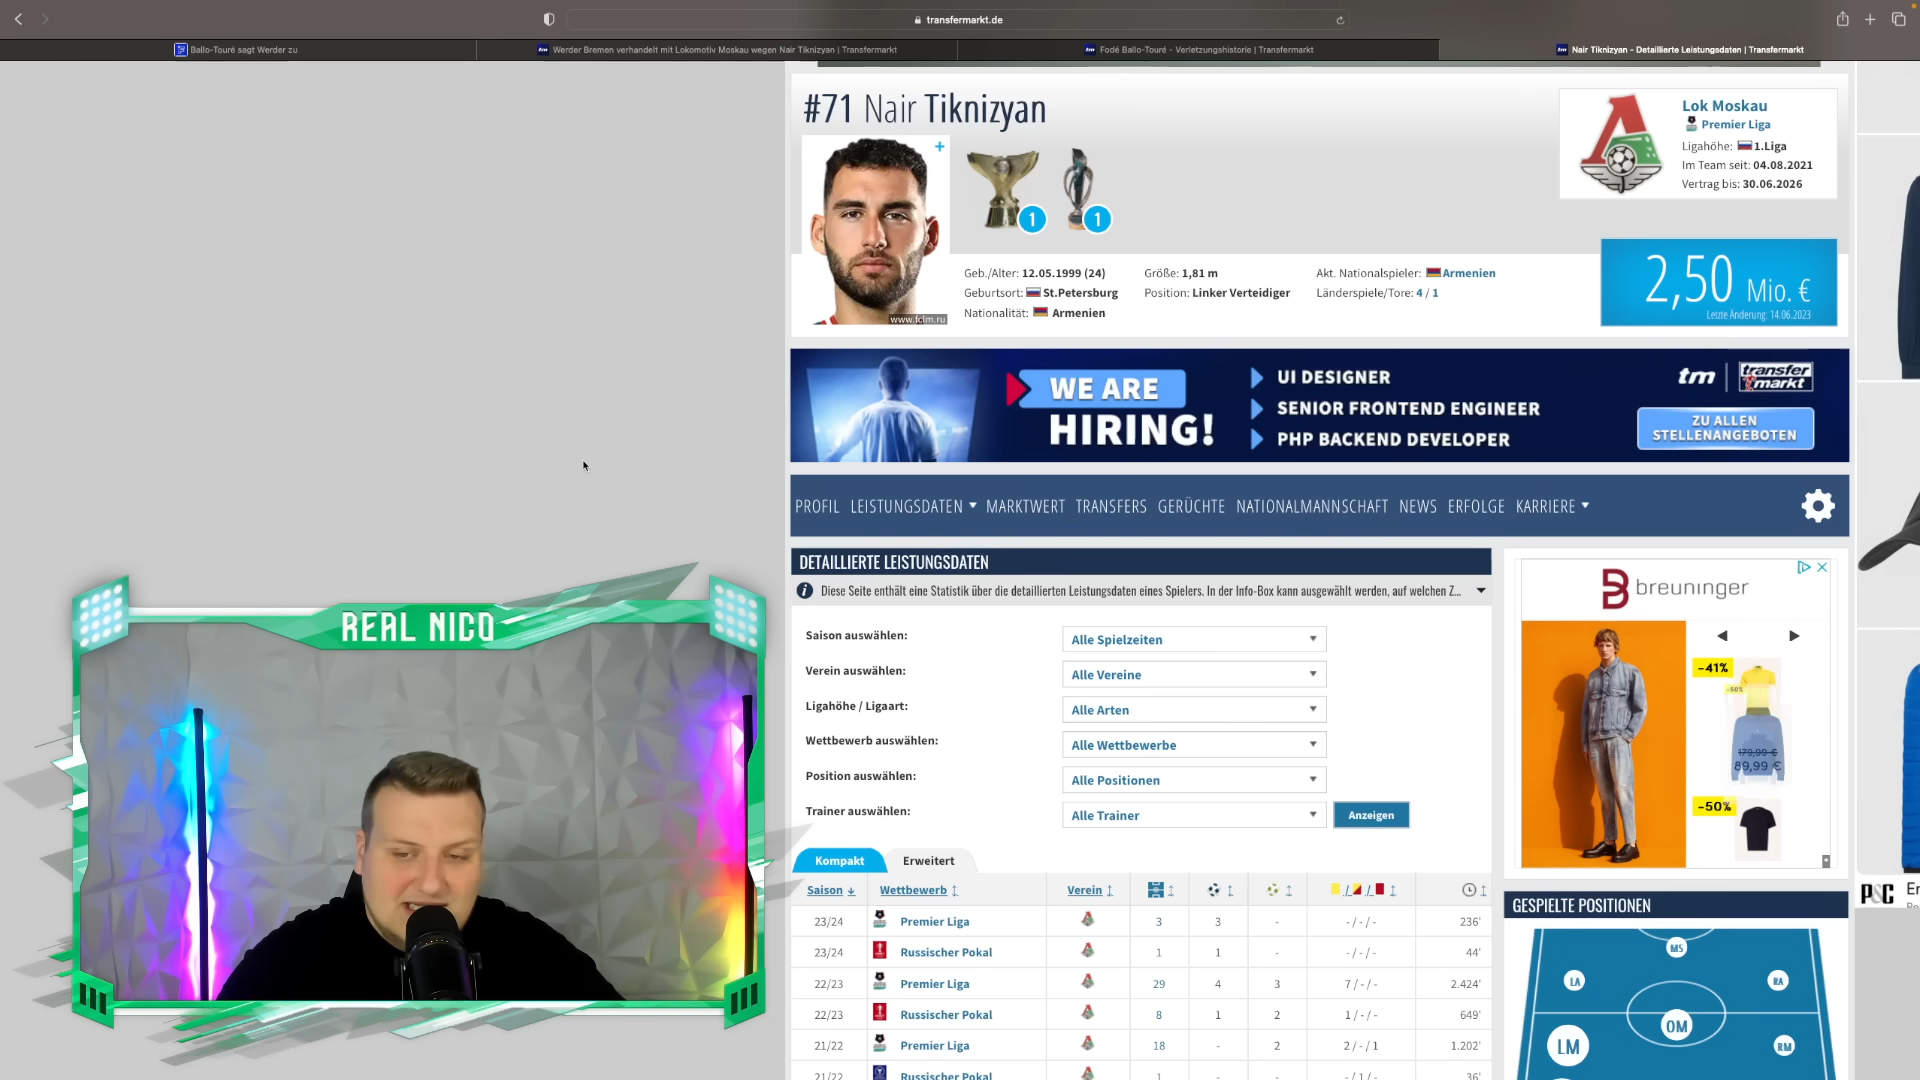 transfermarkt.de
Ballo-Touré sagt Werder zu
Werder Bremen verhandelt mit Lokomotiv Moskau wegen Nair Tiknizyan | Transfermarkt
Fodé Ballo-Touré - Verletzungshistorie | Transfermarkt
Nair Tiknizyan - Detaillierte Leistungsdaten | Transfermarkt
#71 Nair Tiknizyan
1
1
www.fclm.ru
Geb./Alter: 12.05.1999 (24)
Geburtsort: St.Petersburg
Nationalität: Armenien
Größe: 1,81 m
Position: Linker Verteidiger
Akt. Nationalspieler: Armenien
Länderspiele/Tore: 4 / 1
Lok Moskau
Premier Liga
Ligahöhe: 1.Liga
Im Team seit: 04.08.2021
Vertrag bis: 30.06.2026
2,50 Mio. €
Letzte Änderung: 14.06.2023
WE ARE
HIRING!
UI DESIGNER
SENIOR FRONTEND ENGINEER
PHP BACKEND DEVELOPER
tm | transfer
markt
ZU ALLEN
STELLENANGEBOTEN
PROFIL LEISTUNGSDATEN MARKTWERT TRANSFERS GERÜCHTE NATIONALMANNSCHAFT NEWS ERFOLGE KARRIERE
DETAILLIERTE LEISTUNGSDATEN
Diese Seite enthält eine Statistik über die detaillierten Leistungsdaten eines Spielers. In der Info-Box kann ausgewählt werden, auf welchen Z...
Saison auswählen: Alle Spielzeiten
Verein auswählen: Alle Vereine
Ligahöhe / Ligaart: Alle Arten
Wettbewerb auswählen: Alle Wettbewerbe
Position auswählen: Alle Positionen
Trainer auswählen: Alle Trainer Anzeigen
Kompakt Erweitert
Saison Wettbewerb Verein
23/24 Premier Liga 3 3 - -/-/- 236'
23/24 Russischer Pokal 1 1 - -/-/- 44'
22/23 Premier Liga 29 4 3 7/-/- 2.424'
22/23 Russischer Pokal 8 1 2 1/-/- 649'
21/22 Premier Liga 18 - 2 2/-/1 1.202'
21/22 Russischer Pokal 1 - - -/1/- 36'
breuninger
-41%
-50%
179,99 €
89,99 €
-50%
P&C
GESPIELTE POSITIONEN
MS
LA
RA
OM
LM
RM
REAL NICO